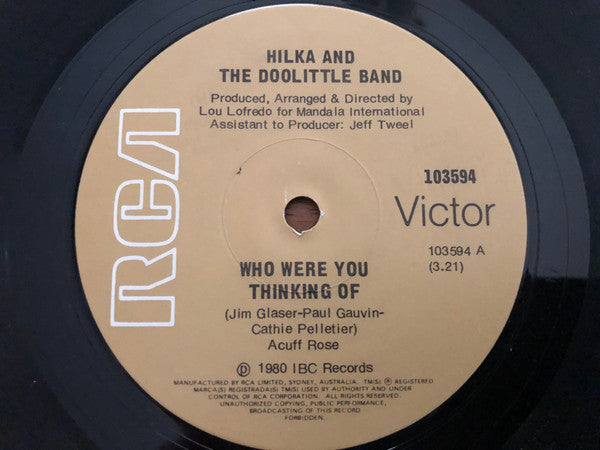 HILKA AND
THE DOOLITTLE BAND
Produced, Arranged & Directed by
Lou Lofredo for Mandala International
Assistant to Producer: Jeff Tweel
RCA
103594
Victor
103594 A
(3.21)
WHO WERE YOU
THINKING OF
(Jim Glaser-Paul Gauvin-
Cathie Pelletier)
Acuff Rose
℗ 1980 IBC Records
MANUFACTURED BY RCA LIMITED, SYDNEY, AUSTRALIA. TM(S) ® REGISTERED
MARCA(S) REGISTRADA(S) TM(S) USED BY AUTHORITY AND UNDER
CONTROL OF RCA CORPORATION. ALL RIGHTS RESERVED.
UNAUTHORIZED COPYING, PUBLIC PERFORMANCE,
BROADCASTING OF THIS RECORD
FORBIDDEN.